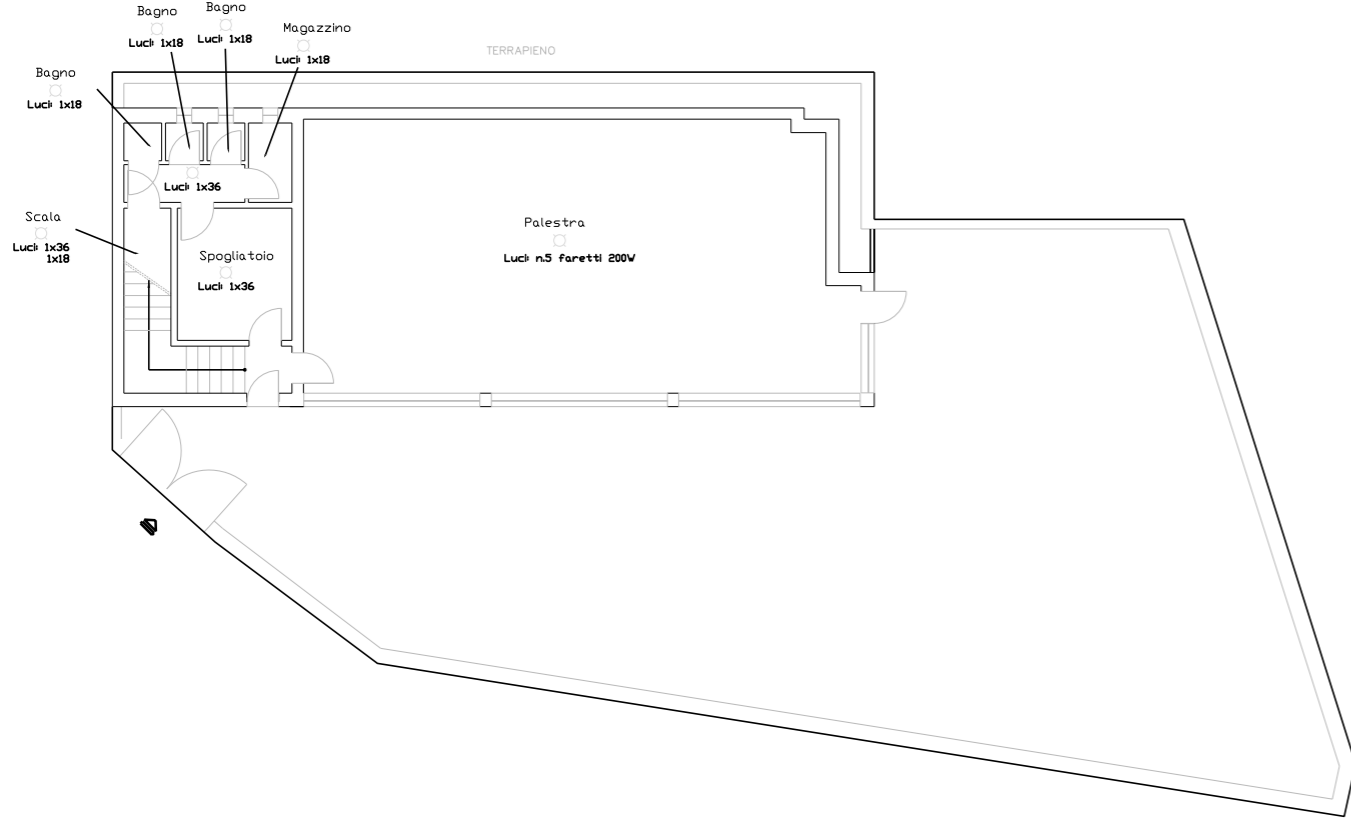 Bagno
Luci: 1x18
Bagno
Luci: 1x18
Magazzino
Luci: 1x18
TERRAPIENO
Bagno
Luci: 1x18
Luci: 1x36
Scala
Luci: 1x36
1x18
Spogliatoio
Luci: 1x36
Palestra
Luci: n.5 faretti 200W